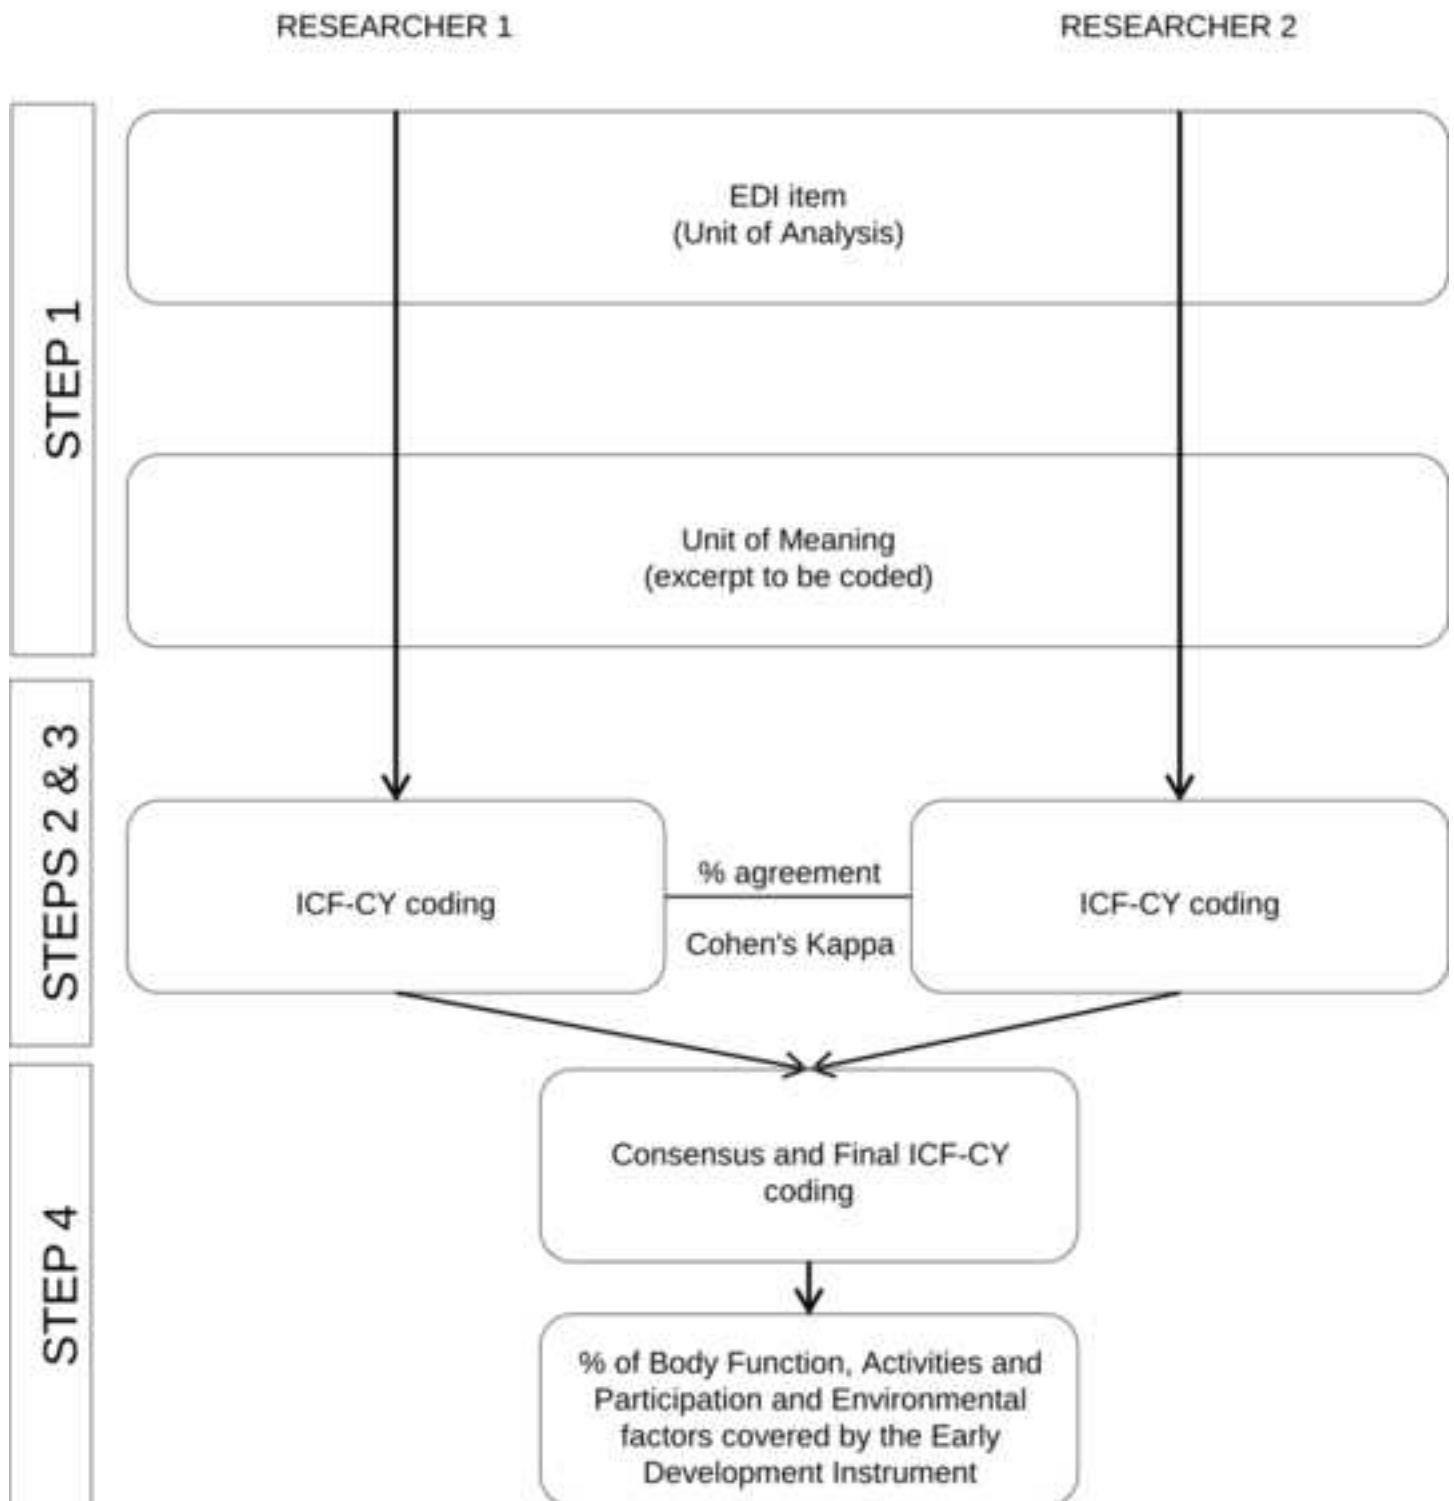 RESEARCHER 1
RESEARCHER 2
STEP 1
EDI item
(Unit of Analysis)
Unit of Meaning
(excerpt to be coded)
STEPS 2 & 3
ICF-CY coding
% agreement
Cohen's Kappa
ICF-CY coding
STEP 4
Consensus and Final ICF-CY
coding
% of Body Function, Activities and
Participation and Environmental
factors covered by the Early
Development Instrument